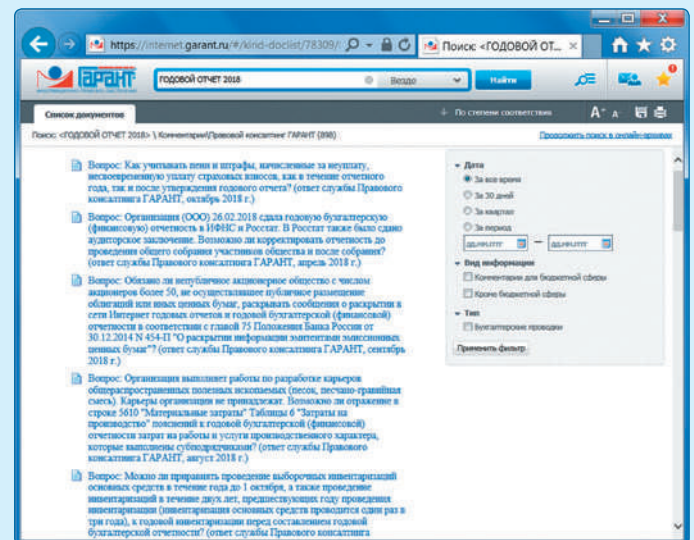 https://internet.garant.ru/#/kind-doclist/78309/
Поиск: «ГОДОВОЙ ОТ...
ГАРАНТ
ГОДОВОЙ ОТЧЕТ 2018
Везде
Найти
Список документов
По степени соответствия
Поиск: «ГОДОВОЙ ОТЧЕТ 2018» \ Комментарии\Правовой консалтинг ГАРАНТ (898)
Продолжить поиск в онлайн-архивах
Вопрос: Как учитывать пени и штрафы, начисленные за неуплату,
несвоевременную уплату страховых взносов, как в течение отчетного
года, так и после утверждения годового отчета? (ответ службы Правового
консалтинга ГАРАНТ, октябрь 2018 г.)
Вопрос: Организация (ООО) 26.02.2018 сдала годовую бухгалтерскую
(финансовую) отчетность в ИФНС и Росстат. В Росстат также было сдано
аудиторское заключение. Возможно ли корректировать отчетность до
проведения общего собрания участников общества и после собрания?
(ответ службы Правового консалтинга ГАРАНТ, апрель 2018 г.)
Вопрос: Обязано ли непубличное акционерное общество с числом
акционеров более 50, не осуществлявшее публичное размещение
облигаций или иных ценных бумаг, раскрывать сообщения о раскрытии в
сети Интернет годовых отчетов и годовой бухгалтерской (финансовой)
отчетности в соответствии с главой 75 Положения Банка России от
30.12.2014 N 454-П "О раскрытии информации эмитентами эмиссионных
ценных бумаг"? (ответ службы Правового консалтинга ГАРАНТ, сентябрь
2018 г.)
Вопрос: Организация выполняет работы по разработке карьеров
общераспространенных полезных ископаемых (песок, песчано-гравийная
смесь). Карьеры организации не принадлежат. Возможно ли отражение в
строке 5610 "Материальные затраты" Таблицы 6 "Затраты на
производство" пояснений к годовой бухгалтерской (финансовой)
отчетности затрат на работы и услуги производственного характера,
которые выполнены субподрядчиками? (ответ службы Правового
консалтинга ГАРАНТ, август 2018 г.)
Вопрос: Можно ли приравнять проведение выборочных инвентаризаций
основных средств в течение года до 1 октября, а также проведение
инвентаризаций в течение двух лет, предшествующих году проведения
инвентаризации (инвентаризация основных средств проводится один раз в
три года), к годовой инвентаризации перед составлением годовой
бухгалтерской отчетности? (ответ службы Правового консалтинга
Дата
За все время
За 30 дней
За квартал
За период
дд.мм.гггг — дд.мм.гггг
Вид информации
Комментарии для бюджетной сферы
Кроме бюджетной сферы
Тип
Бухгалтерские проводки
Применить фильтр